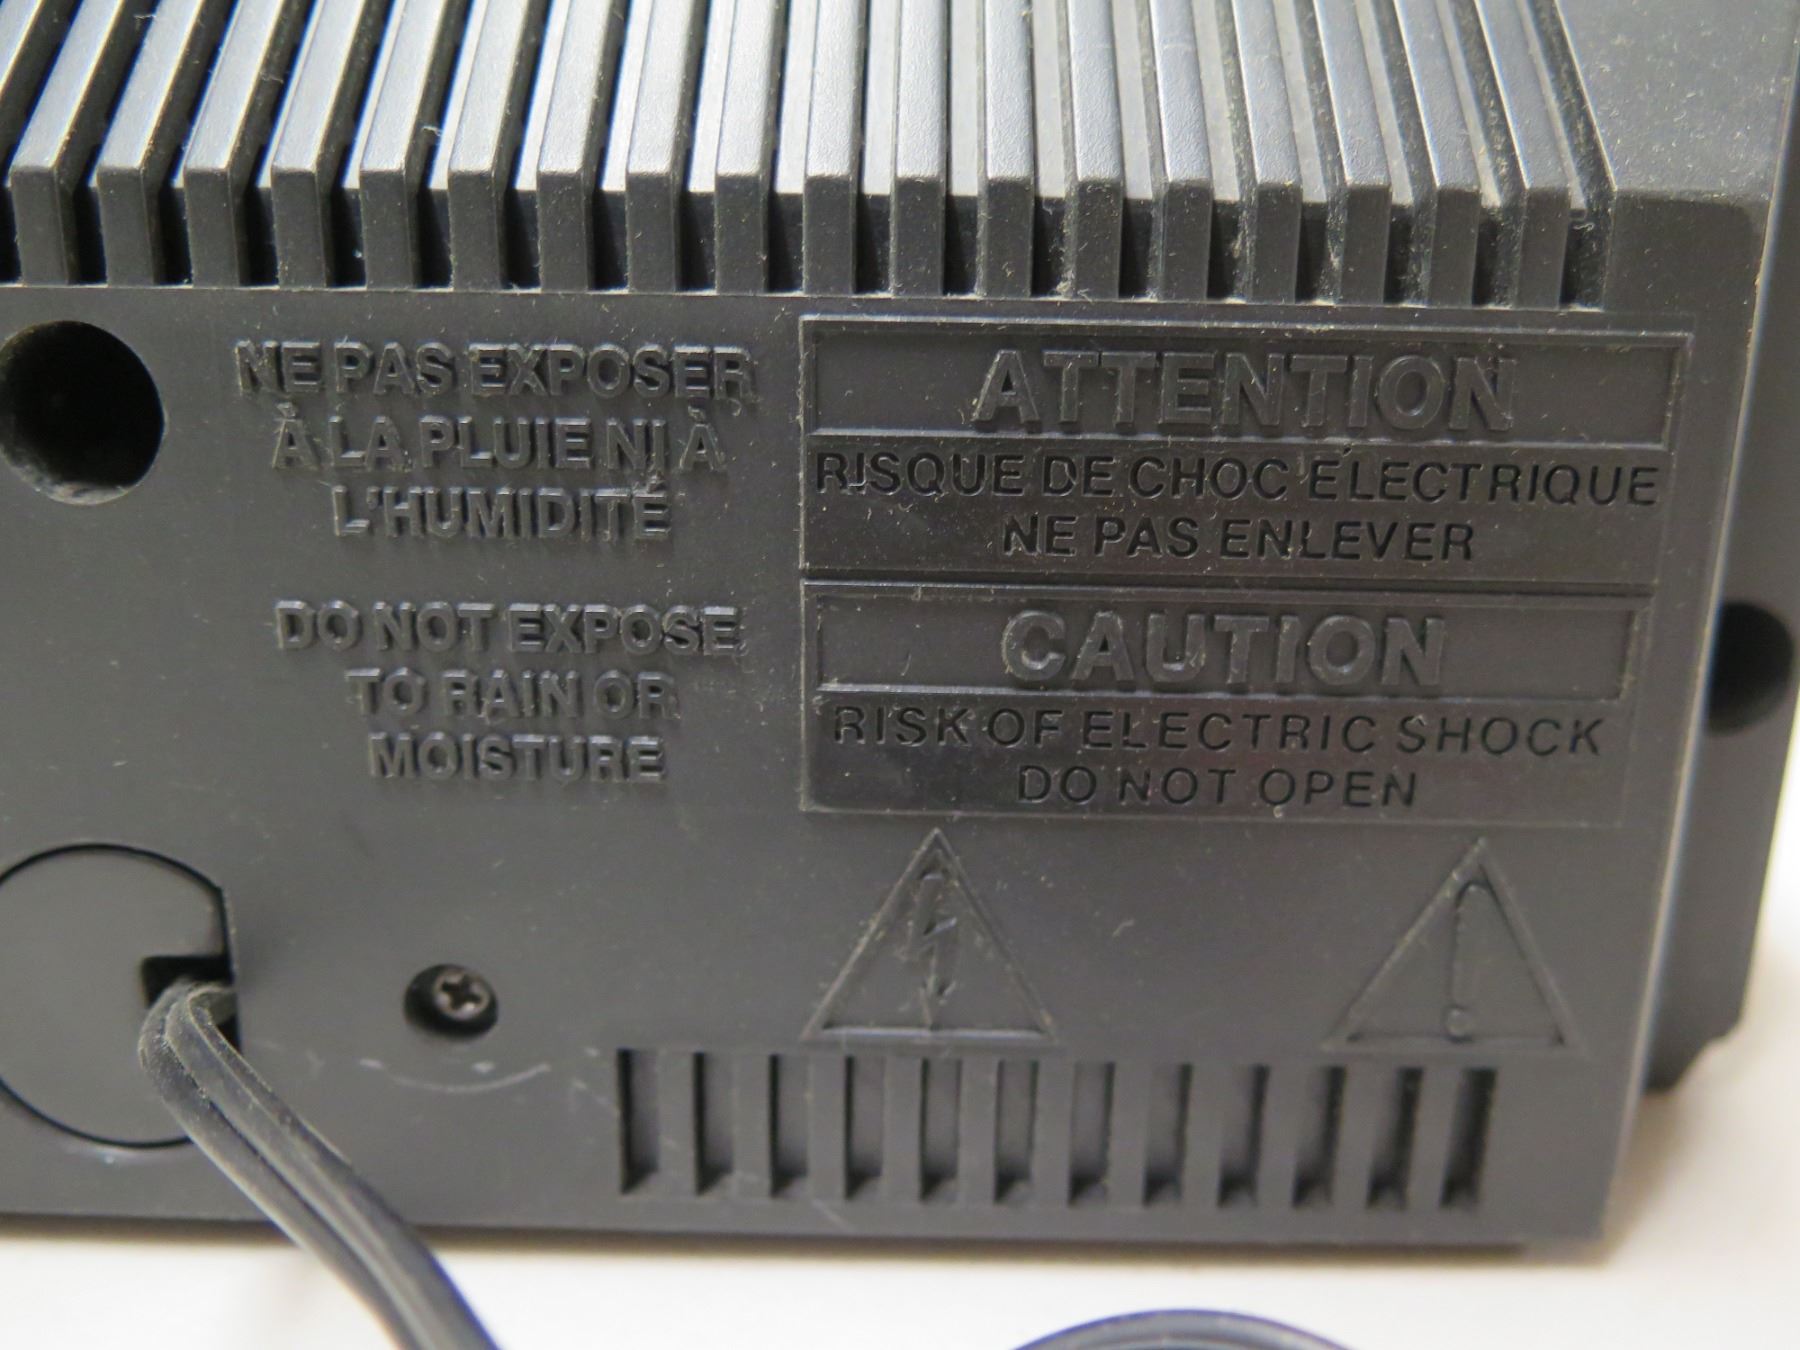 NE PAS EXPOSER
À LA PLUIE NI À
L'HUMIDITÉ
DO NOT EXPOSE
TO RAIN OR
MOISTURE
ATTENTION
RISQUE DE CHOC ÉLECTRIQUE
NE PAS ENLEVER
CAUTION
RISK OF ELECTRIC SHOCK
DO NOT OPEN